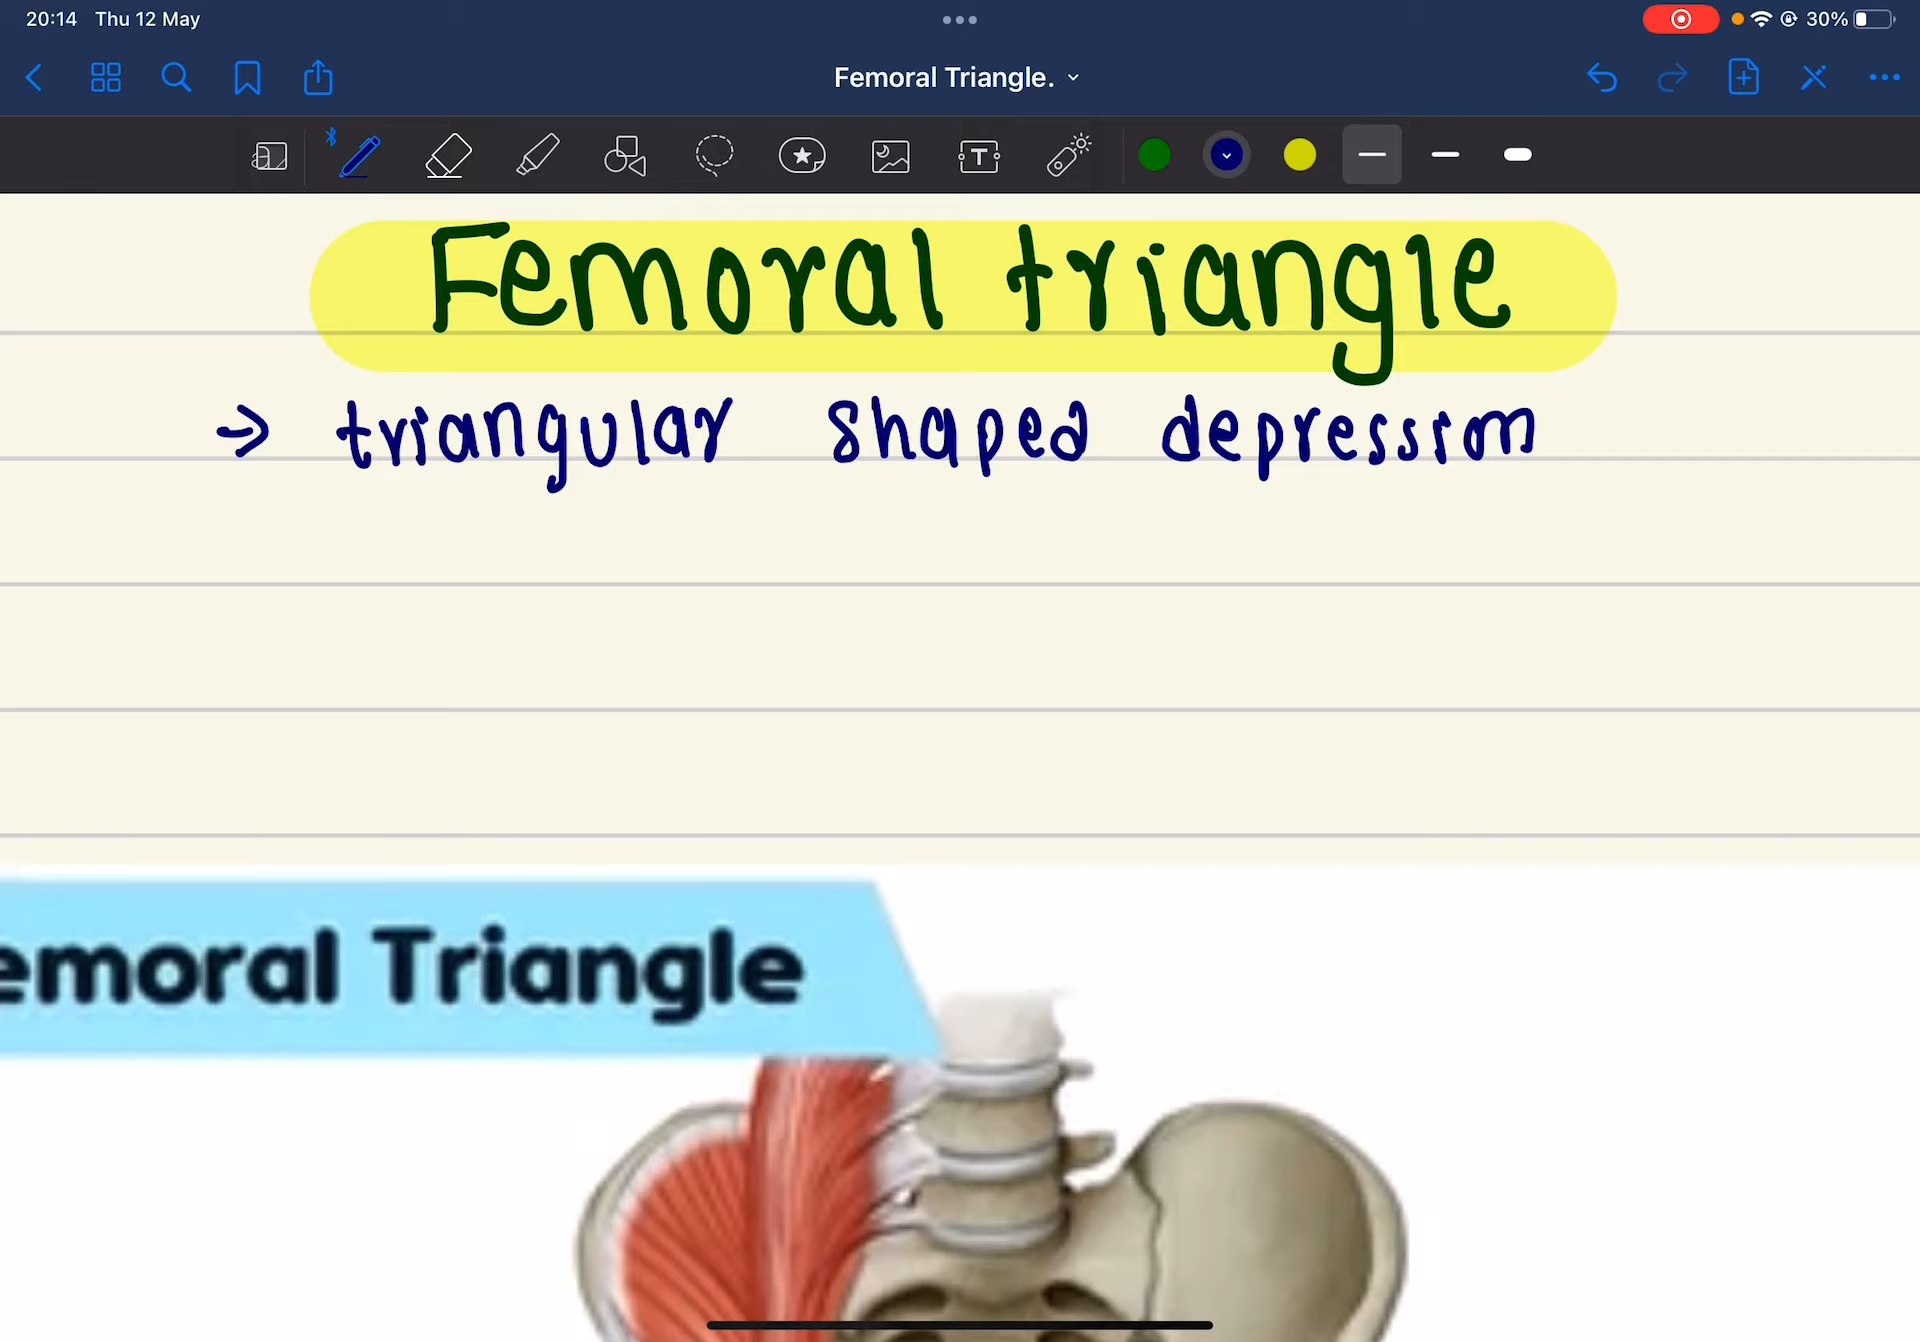 20:14 Thu 12 May
30%
Femoral Triangle.
T
Femoral triangle
→ triangular shaped depression
emoral Triangle